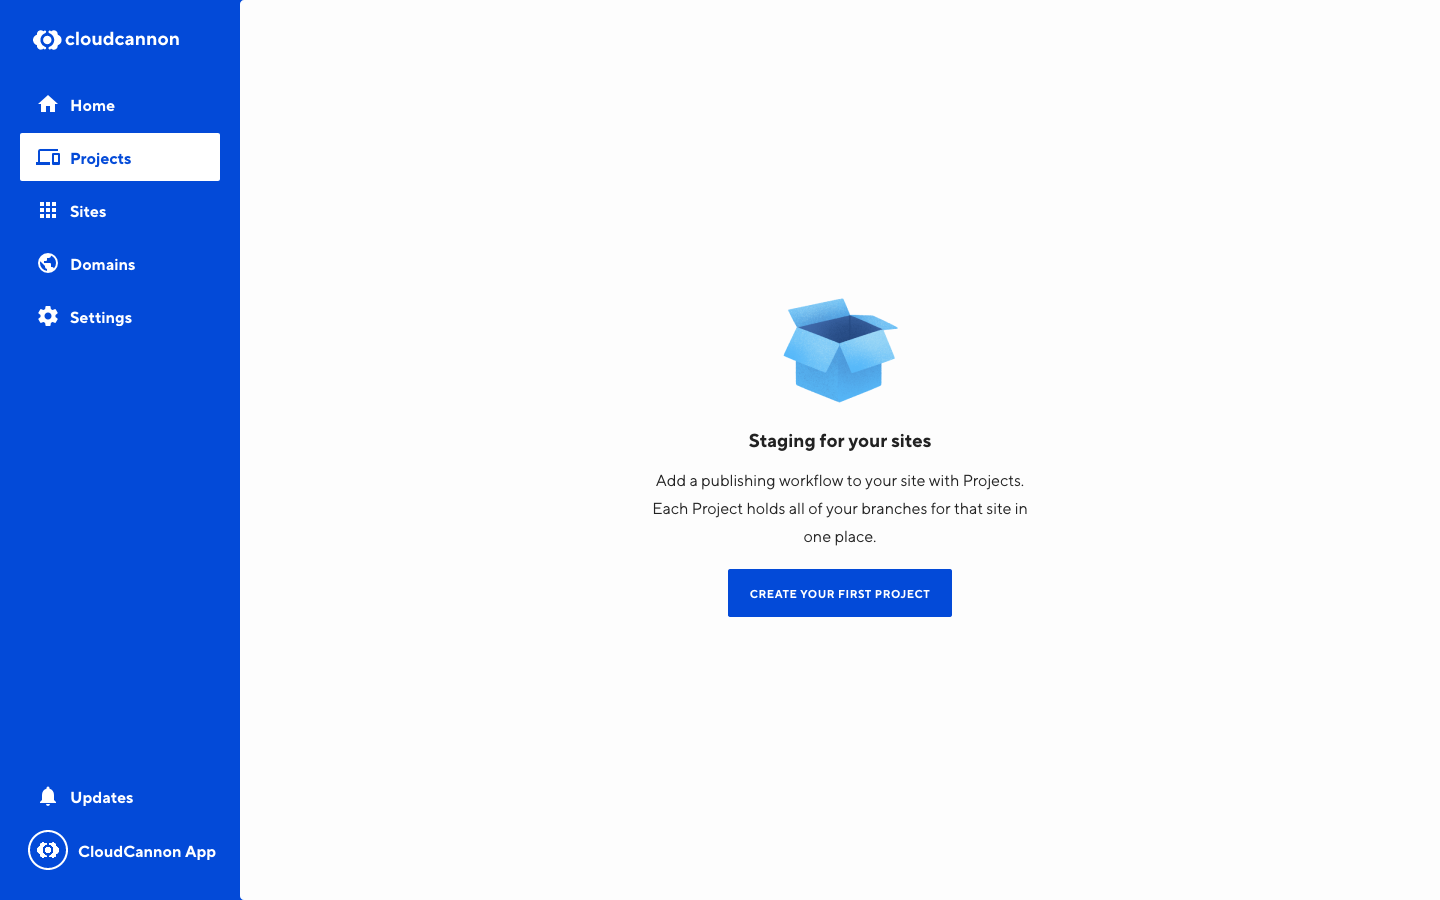 cloudcannon
Home
Projects
Sites
Domains
Settings
Staging for your sites
Add a publishing workflow to your site with Projects.
Each Project holds all of your branches for that site in
one place.
CREATE YOUR FIRST PROJECT
Updates
CloudCannon App